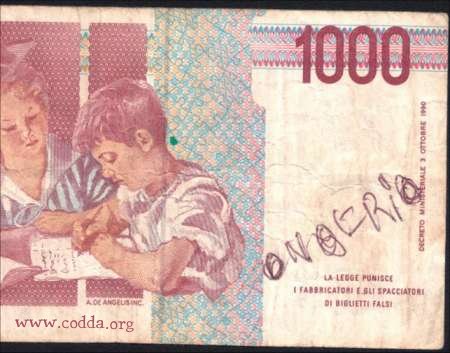 1000
DECRETO MINISTERIALE 3 OTTOBRE 1990
LA LEGGE PUNISCE
I FABBRICATORI E GLI SPACCIATORI
DI BIGLIETTI FALSI
A. DE ANGELIS INC.
www.codda.org